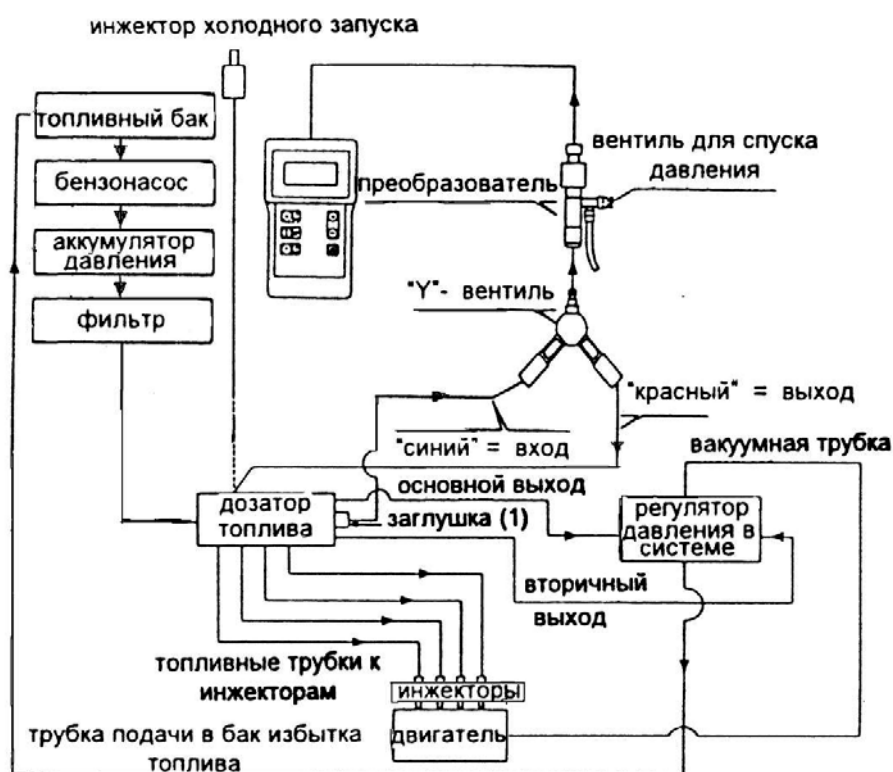 инжектор холодного запуска
топливный бак
бензонасос
аккумулятор
давления
фильтр
преобразователь
вентиль для спуска
давления
"Y"- вентиль
"красный" = выход
"синий" = вход
вакуумная трубка
основной выход
дозатор
топлива
заглушка (1)
регулятор
давления в
системе
вторичный
выход
топливные трубки к
инжекторам
инжекторы
двигатель
трубка подачи в бак избытка
топлива